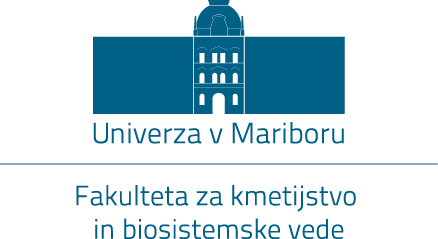 Univerza v Mariboru
Fakulteta za kmetijstvo
in biosistemske vede